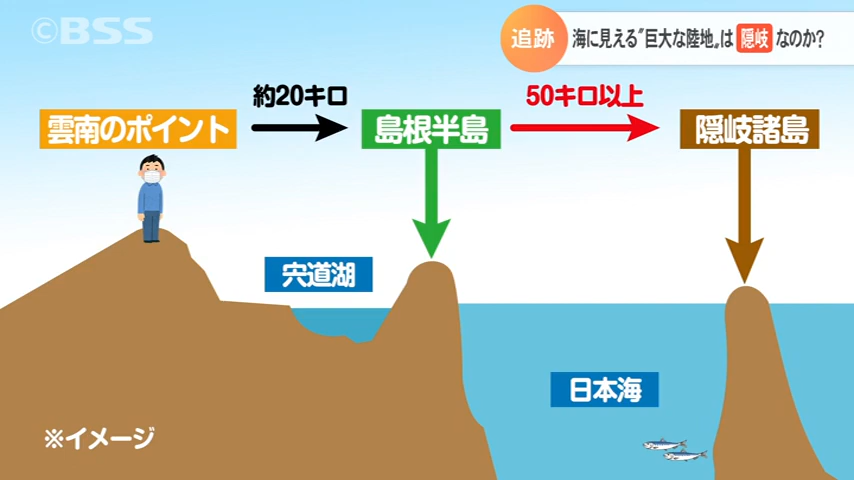 ©BSS
追跡
海に見える“巨大な陸地„は隠岐なのか?
約20キロ
50キロ以上
雲南のポイント
島根半島
隠岐諸島
宍道湖
日本海
※イメージ